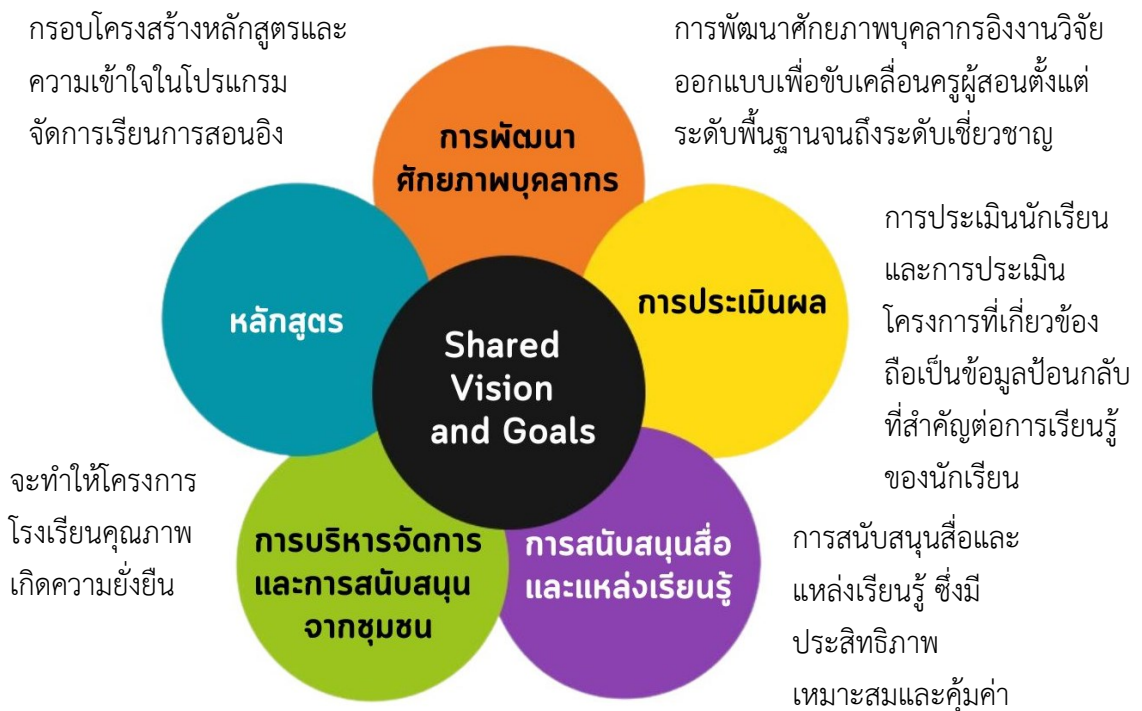 กรอบโครงสร้างหลักสูตรและ
ความเข้าใจในโปรแกรม
จัดการเรียนการสอนอิง
การพัฒนาศักยภาพบุคลากรอิงงานวิจัย
ออกแบบเพื่อขับเคลื่อนครูผู้สอนตั้งแต่
ระดับพื้นฐานจนถึงระดับเชี่ยวชาญ
การพัฒนา
ศักยภาพบุคลากร
หลักสูตร
การประเมินผล
การประเมินนักเรียน
และการประเมิน
โครงการที่เกี่ยวข้อง
ถือเป็นข้อมูลป้อนกลับ
ที่สำคัญต่อการเรียนรู้
ของนักเรียน
Shared
Vision
and Goals
จะทำให้โครงการ
โรงเรียนคุณภาพ
เกิดความยั่งยืน
การบริหารจัดการ
และการสนับสนุน
จากชุมชน
การสนับสนุนสื่อ
และแหล่งเรียนรู้
การสนับสนุนสื่อและ
แหล่งเรียนรู้ ซึ่งมี
ประสิทธิภาพ
เหมาะสมและคุ้มค่า